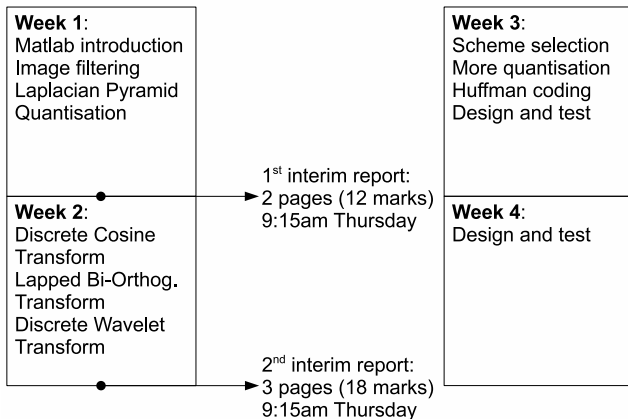 Week 1:
Matlab introduction
Image filtering
Laplacian Pyramid
Quantisation
1st interim report:
2 pages (12 marks)
9:15am Thursday
Week 2:
Discrete Cosine
Transform
Lapped Bi-Orthog.
Transform
Discrete Wavelet
Transform
2nd interim report:
3 pages (18 marks)
9:15am Thursday
Week 3:
Scheme selection
More quantisation
Huffman coding
Design and test
Week 4:
Design and test